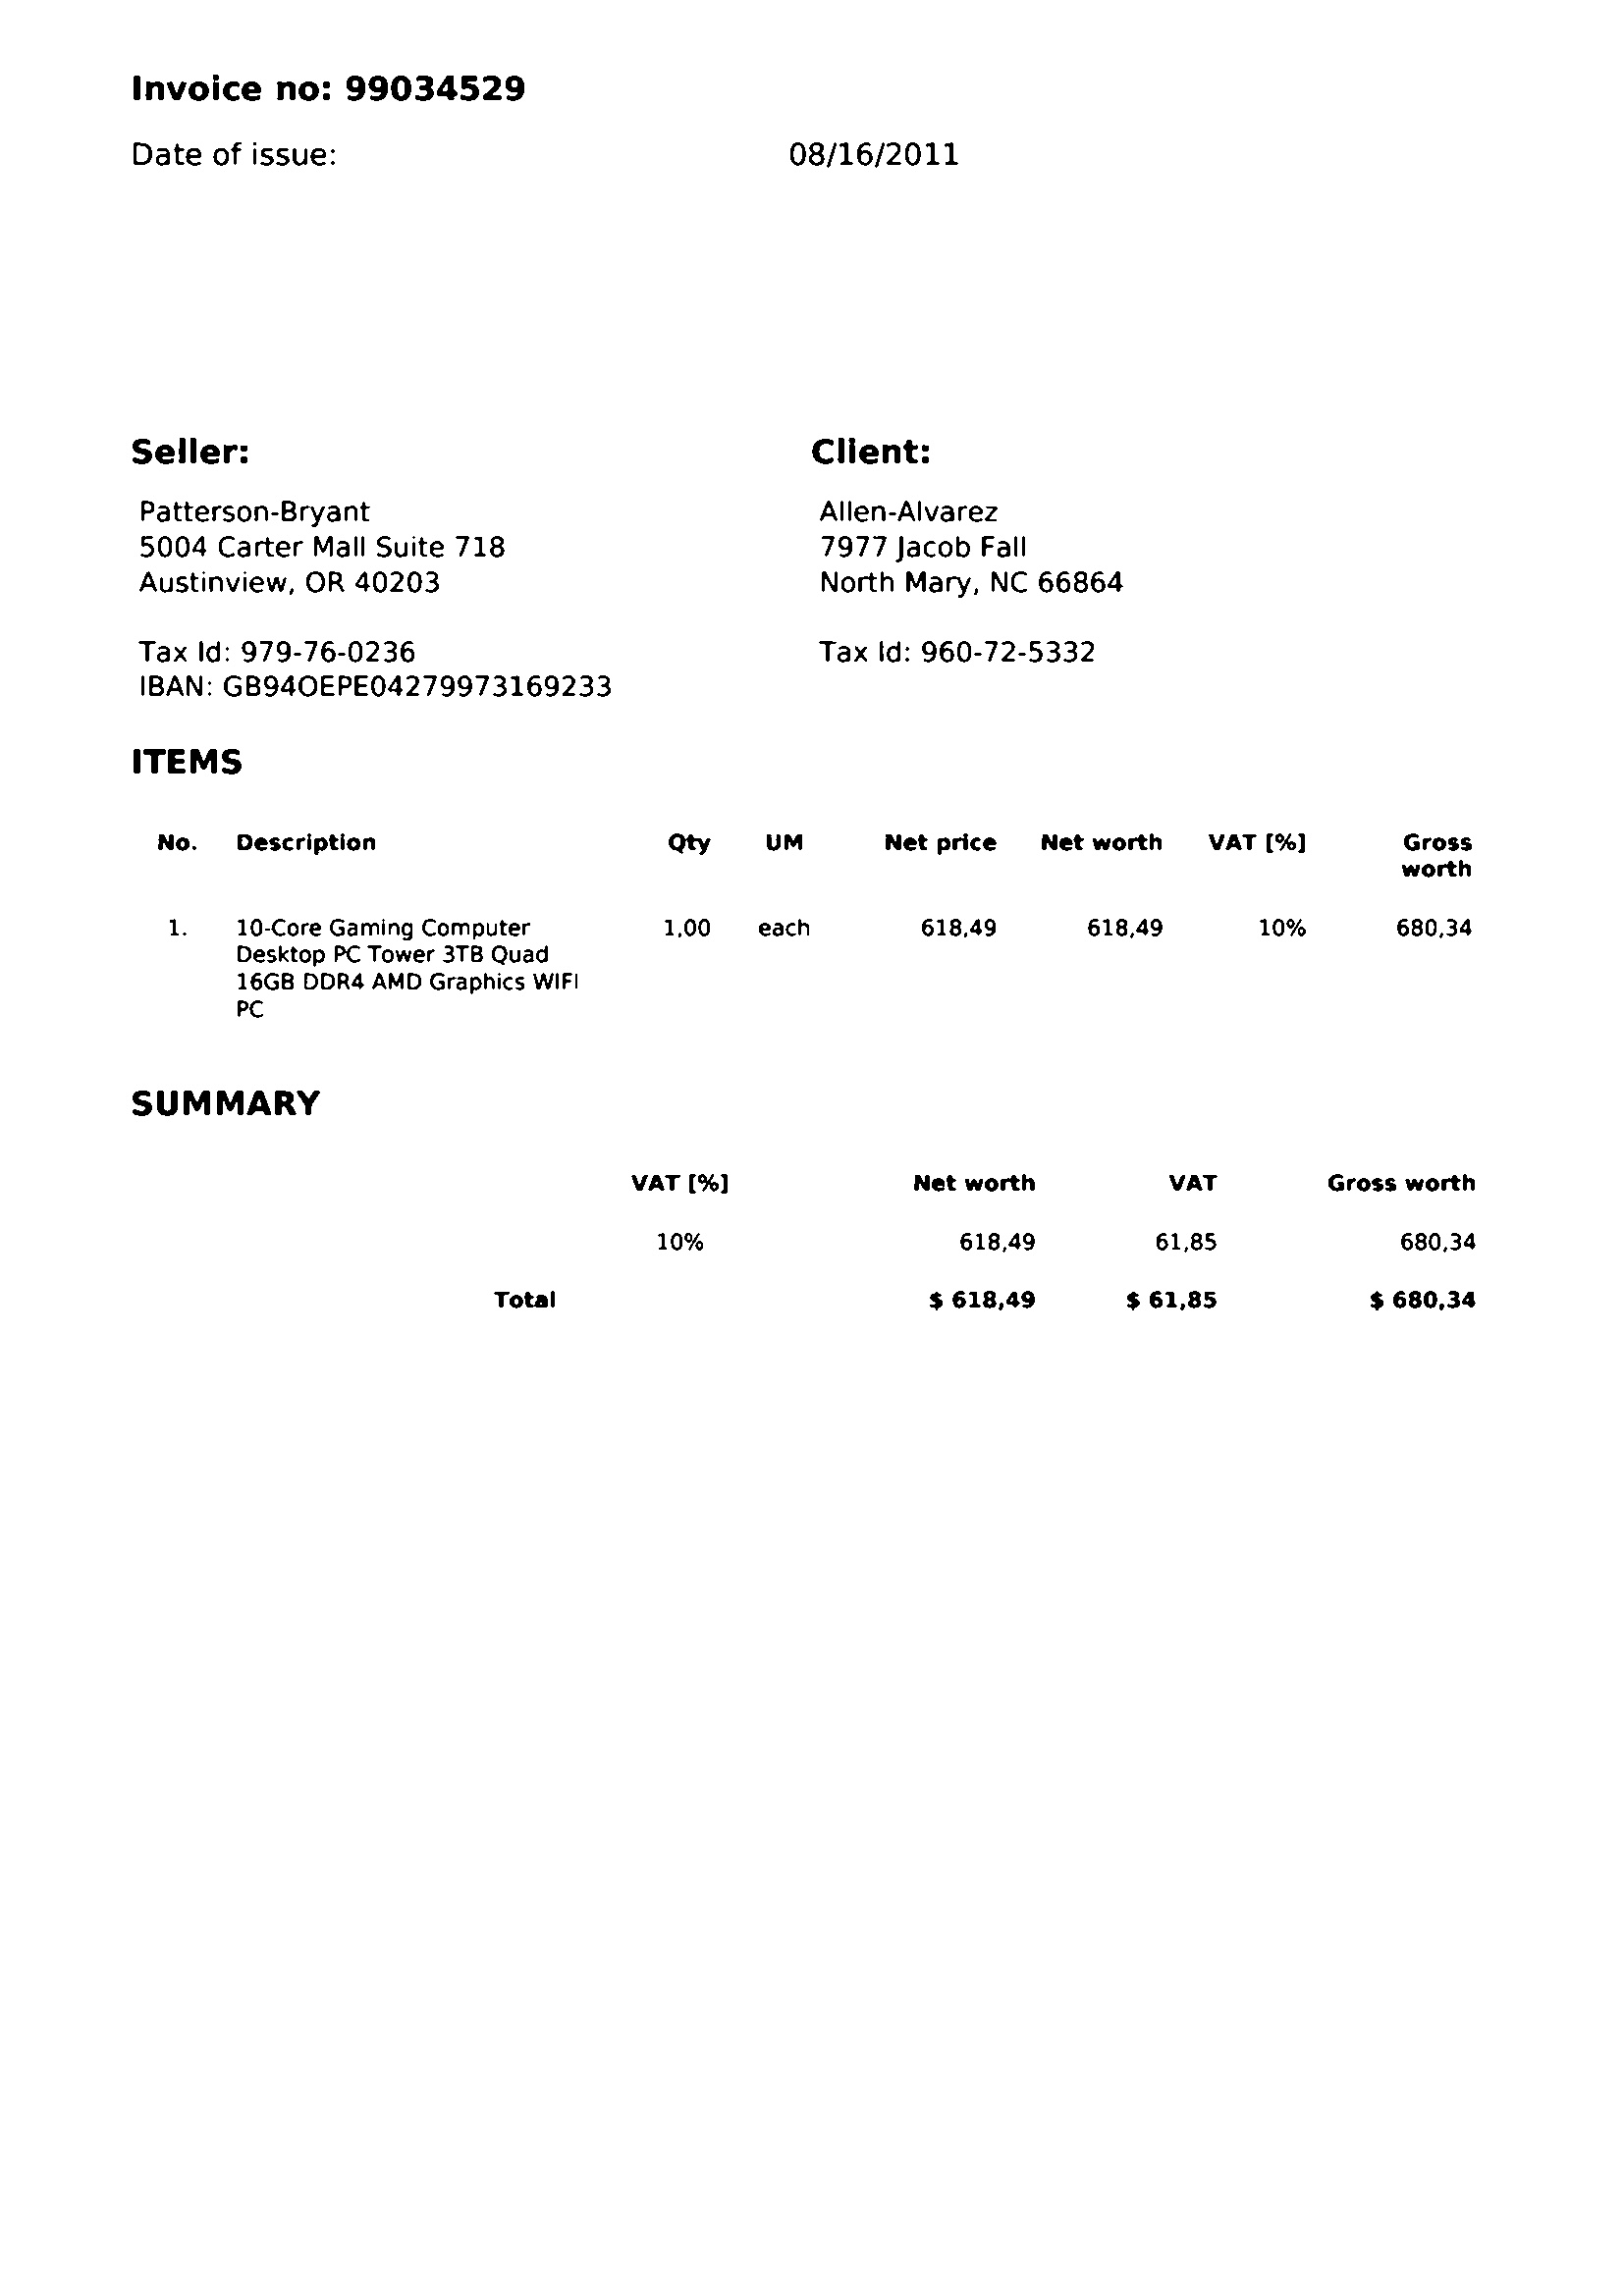 Invoice no: 99034529
Date of issue: 08/16/2011
Seller: Client:
Patterson-Bryant Allen-Alvarez
5004 Carter Mall Suite 718 7977 Jacob Fall
Austinview, OR 40203 North Mary, NC 66864
Tax Id: 979-76-0236 Tax Id: 960-72-5332
IBAN: GB94OEPE04279973169233
ITEMS
No. Description Qty UM Net price Net worth VAT [%] Gross
worth
1. 10-Core Gaming Computer 1,00 each 618,49 618,49 10% 680,34
Desktop PC Tower 3TB Quad
16GB DDR4 AMD Graphics WIFI
PC
SUMMARY
VAT [%] Net worth VAT Gross worth
10% 618,49 61,85 680,34
Total $ 618,49 $ 61,85 $ 680,34